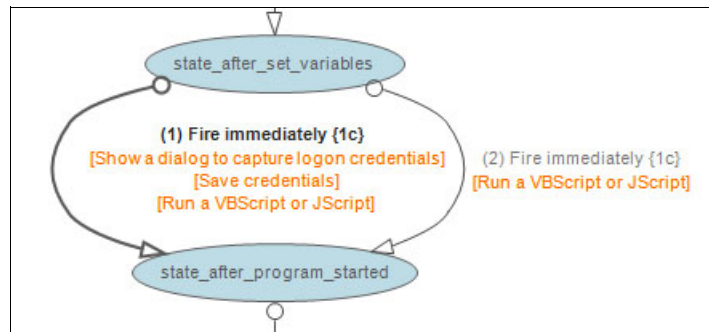 state_after_set_variables
(1) Fire immediately {1c}
[Show a dialog to capture logon credentials]
[Save credentials]
[Run a VBScript or JScript]
(2) Fire immediately {1c}
[Run a VBScript or JScript]
state_after_program_started